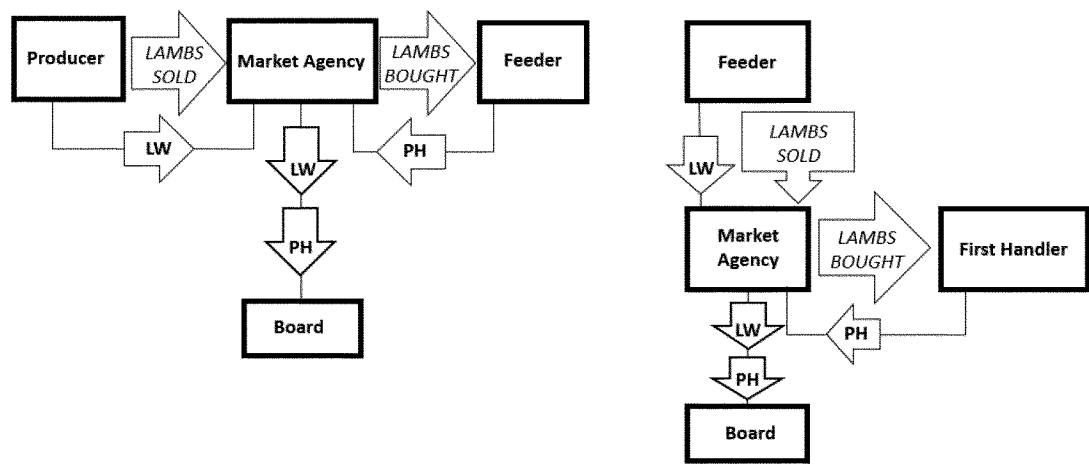 Producer
LAMBS
SOLD
Market Agency
LAMBS
BOUGHT
Feeder
LW
LW
PH
PH
Board
Feeder
LW
LAMBS
SOLD
Market
Agency
LAMBS
BOUGHT
First Handler
LW
PH
PH
Board